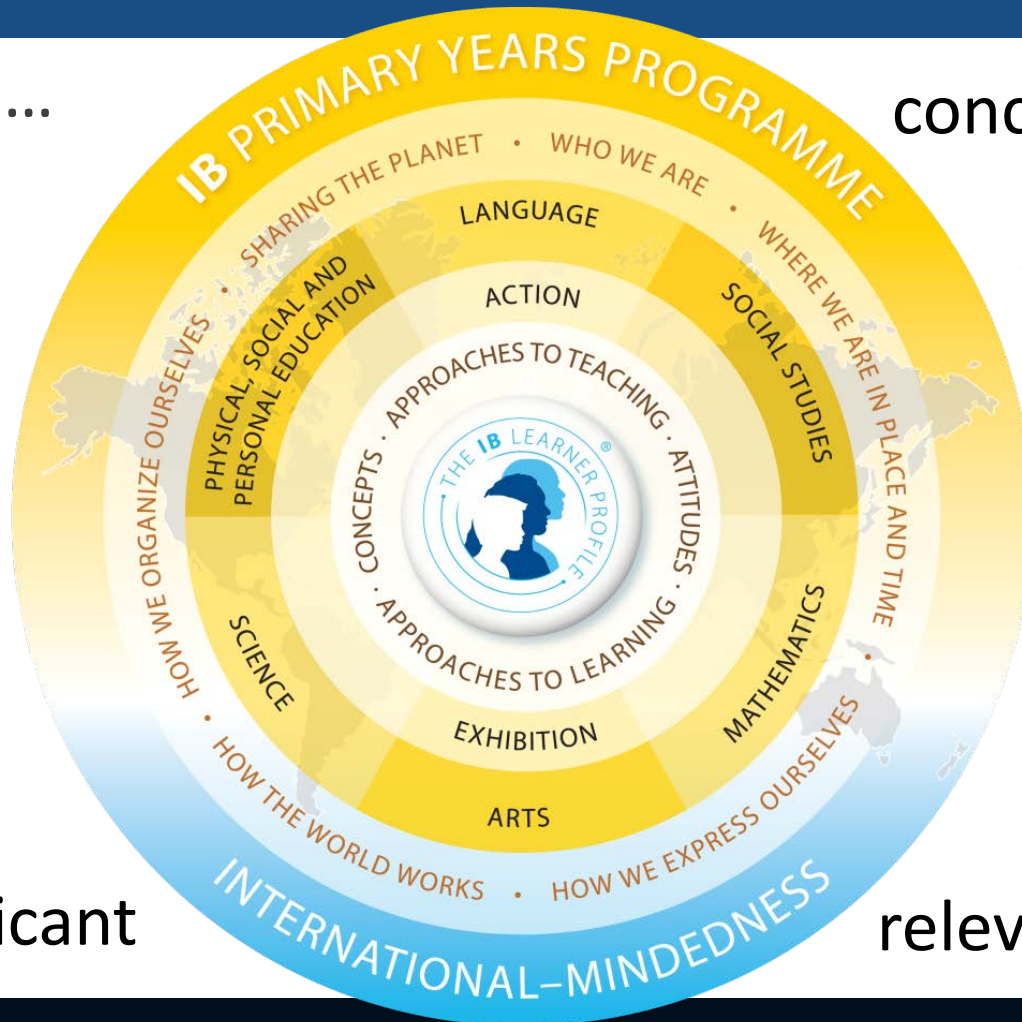 ...
conc
IB PRIMARY YEARS PROGRAMME
SHARING THE PLANET • WHO WE ARE • WHERE WE ARE IN PLACE AND TIME
HOW WE ORGANIZE OURSELVES • HOW THE WORLD WORKS • HOW WE EXPRESS OURSELVES
LANGUAGE
PHYSICAL, SOCIAL AND
PERSONAL EDUCATION
SOCIAL STUDIES
ACTION
APPROACHES TO TEACHING • ATTITUDES •
CONCEPTS • APPROACHES TO LEARNING
THE IB LEARNER PROFILE ®
SCIENCE
MATHEMATICS
EXHIBITION
ARTS
INTERNATIONAL–MINDEDNESS
icant
relev